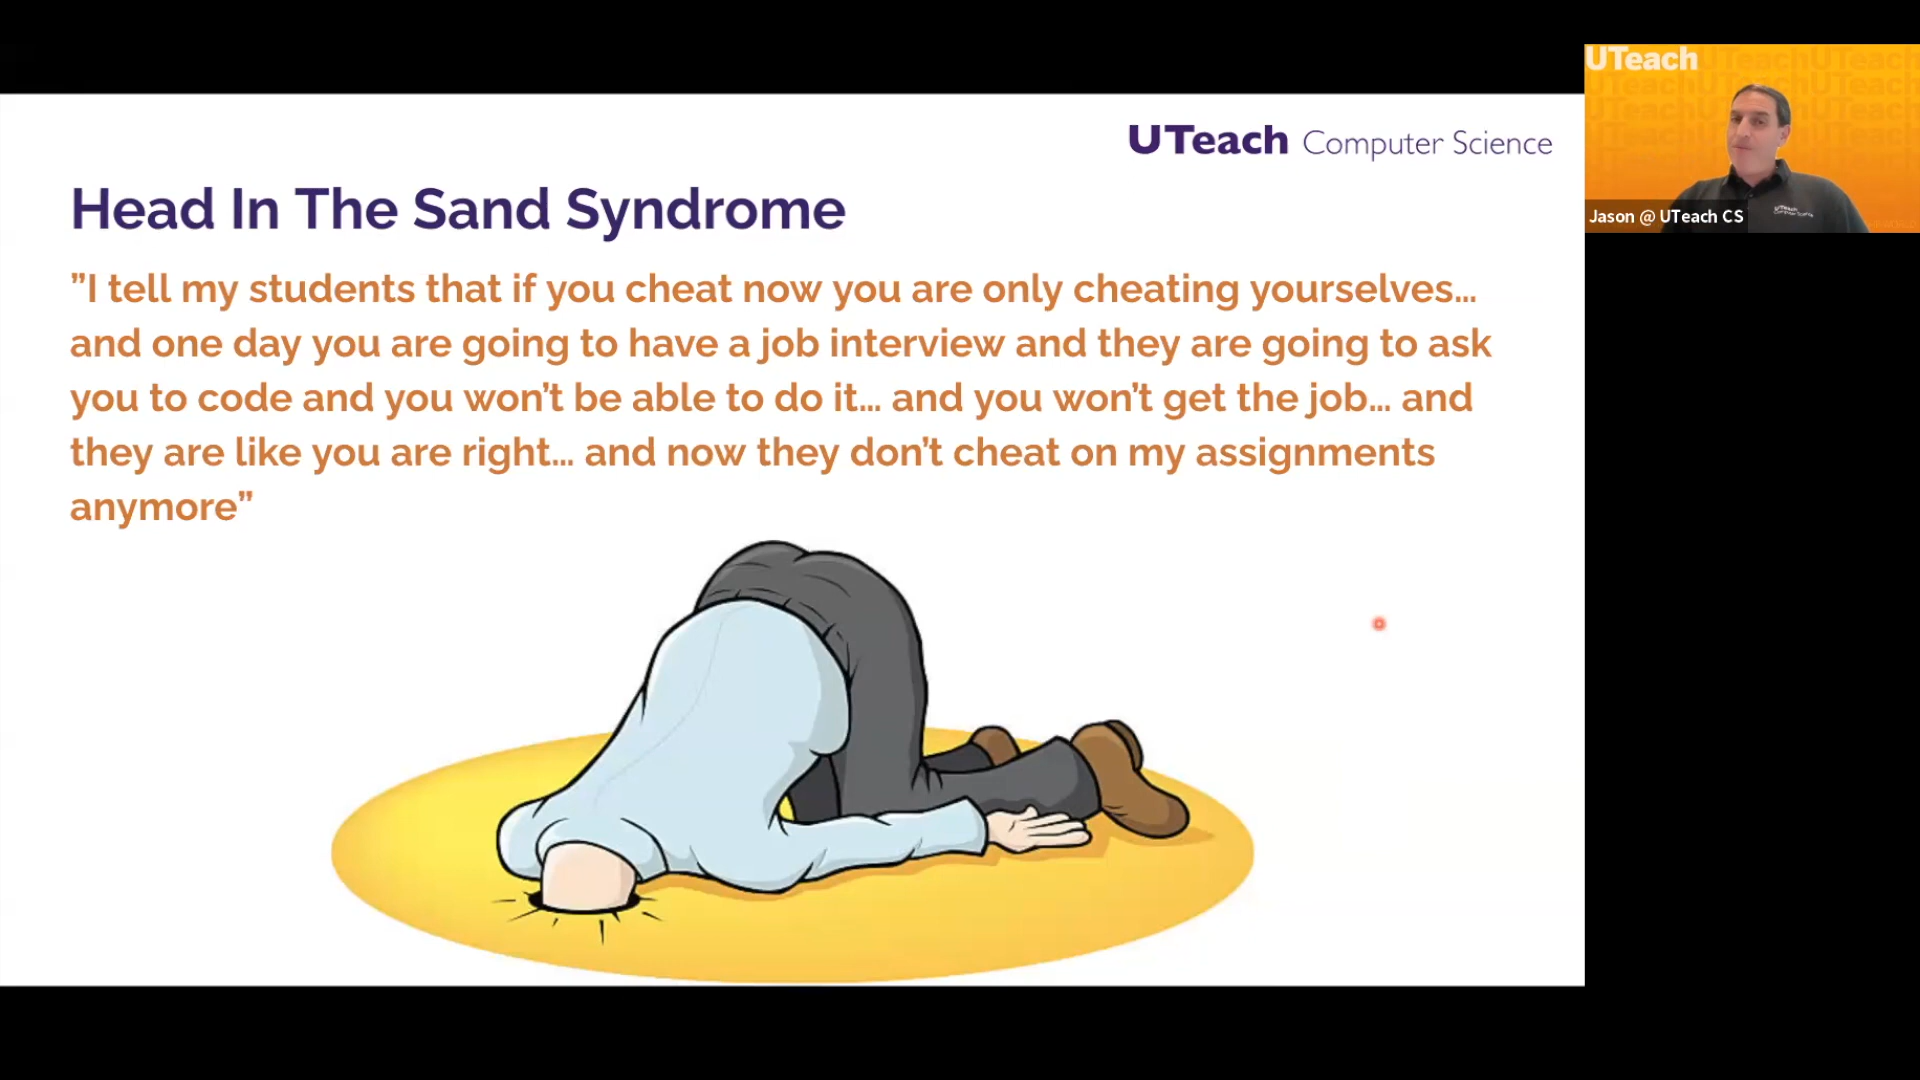 UTeach Computer Science
Head In The Sand Syndrome
”I tell my students that if you cheat now you are only cheating yourselves...
and one day you are going to have a job interview and they are going to ask
you to code and you won’t be able to do it... and you won’t get the job... and
they are like you are right... and now they don’t cheat on my assignments
anymore”
UTeach
Jason @ UTeach CS
UTeach
Computer Science